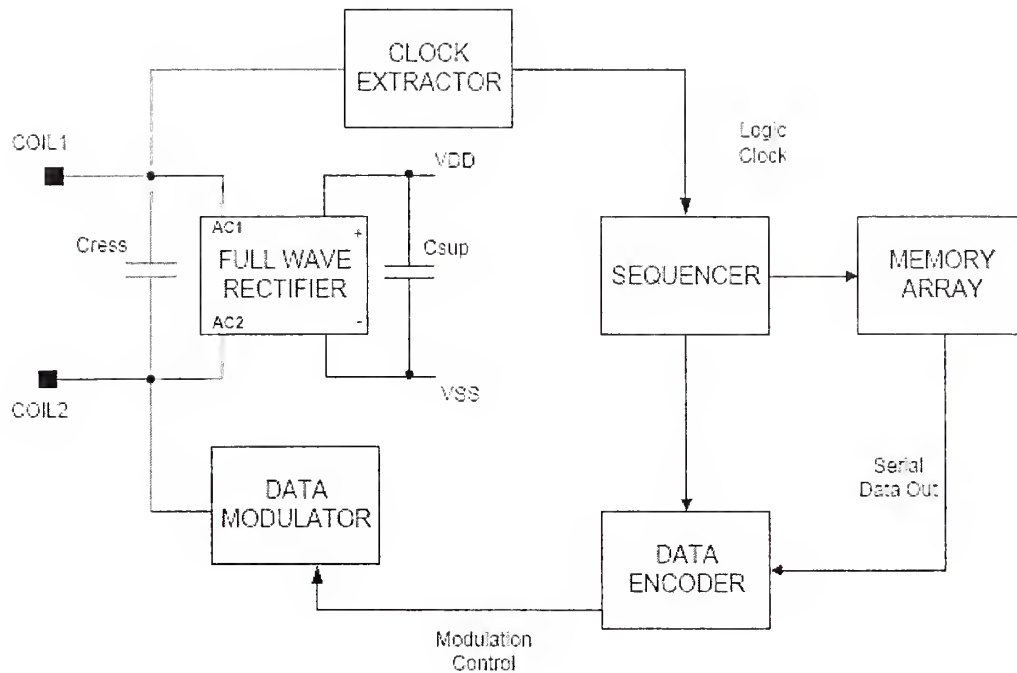 CLOCK
EXTRACTOR
COIL1
VDD
Logic
Clock
AC1
+
Cress
FULL WAVE
RECTIFIER
Csup
SEQUENCER
MEMORY
ARRAY
AC2
-
COIL2
VSS
DATA
MODULATOR
Serial
Data Out
DATA
ENCODER
Modulation
Control